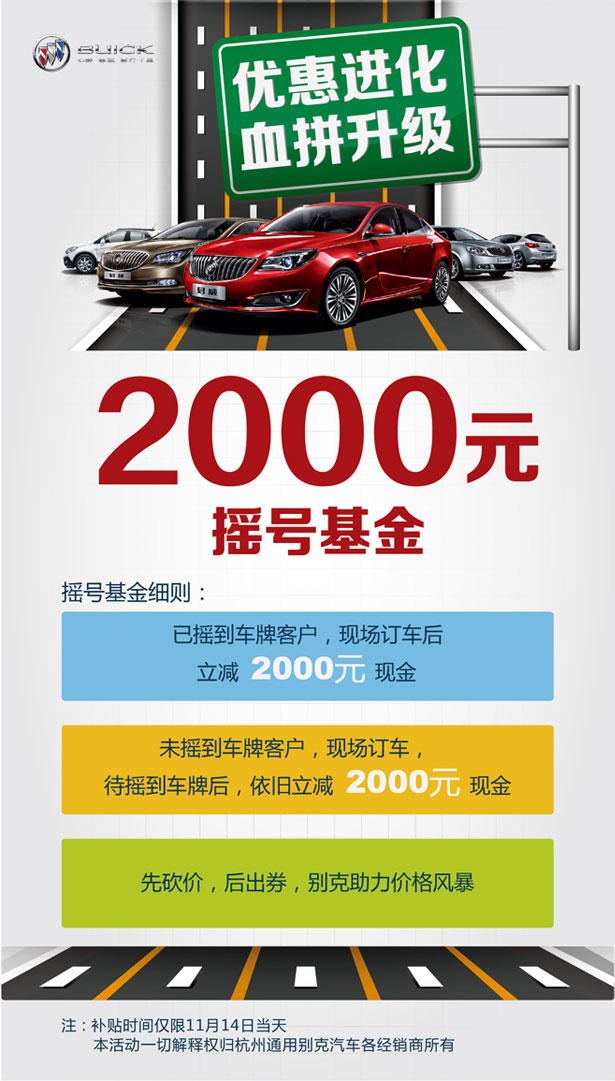 BUICK
优惠进化
血拼升级
君威
2000元
摇号基金
摇号基金细则：
已摇到车牌客户，现场订车后
立减 2000元 现金
未摇到车牌客户，现场订车，
待摇到车牌后，依旧立减 2000元 现金
先砍价，后出券，别克助力价格风暴
注：补贴时间仅限11月14日当天
本活动一切解释权归杭州通用别克汽车各经销商所有